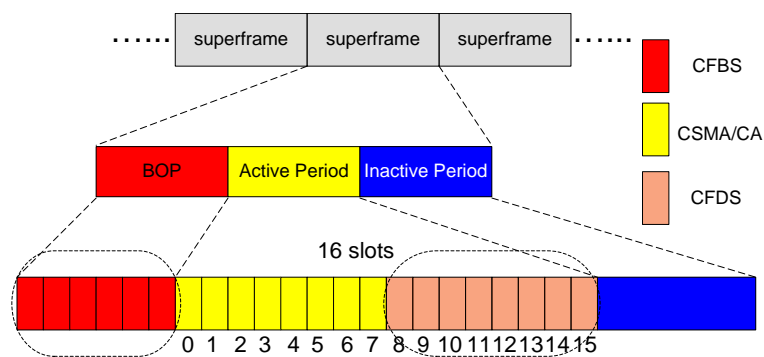 ...... superframe superframe superframe ......
CFBS
CSMA/CA
BOP Active Period Inactive Period
CFDS
16 slots
0 1 2 3 4 5 6 7 8 9 10 11 12 13 14 15